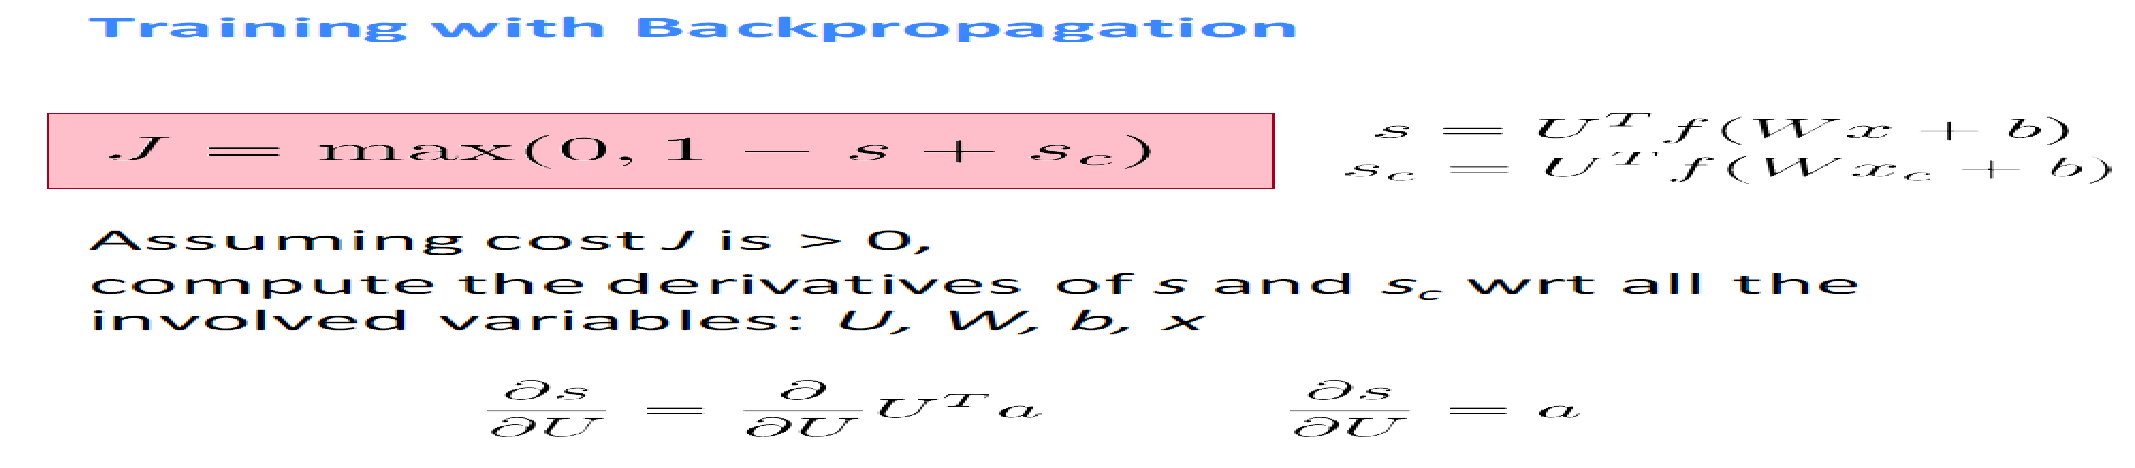 Training with Backpropagation
J = max(0, 1 − s + s_c)
s = U^T f(Wx + b)
s_c = U^T f(Wx_c + b)
Assuming cost J is > 0,
compute the derivatives of s and s_c wrt all the
involved variables: U, W, b, x
∂s/∂U = ∂/∂U U^T a    ∂s/∂U = a